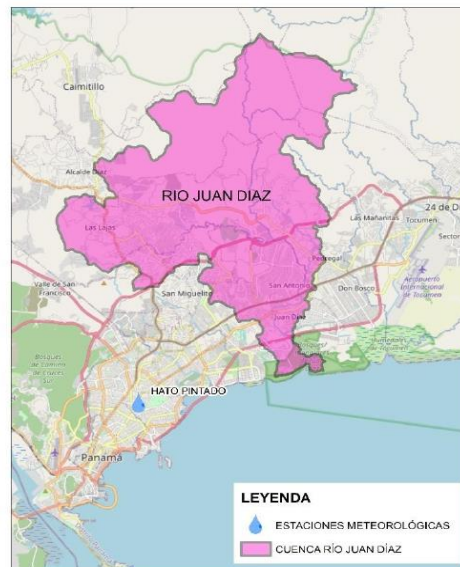 Caimitillo
Alcalde Díaz
RIO JUAN DIAZ
24 de D
Las Mañanitas
Tocumen
Las Lajas
Sector
Pedregal
Aeropuerto
Internacional
de Tocumen
Valle de San
Francisco
San Miguelito
San Antonio
Don Bosco
Juan Díaz
HATO PINTADO
Panamá
LEYENDA
ESTACIONES METEOROLÓGICAS
CUENCA RÍO JUAN DÍAZ